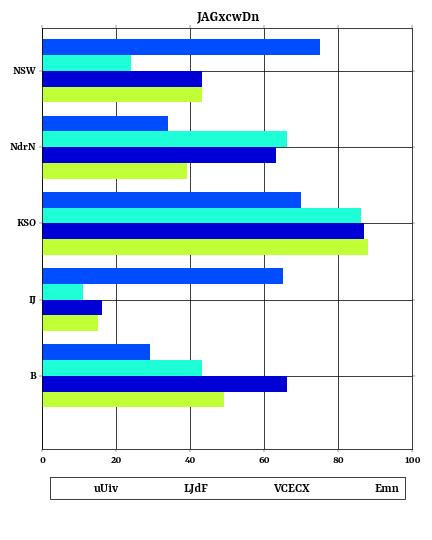 JAGxcwDn
NSW
NdrN
KSO
IJ
B
0 20 40 60 80 100
uUiv LJdF VCECX Emn